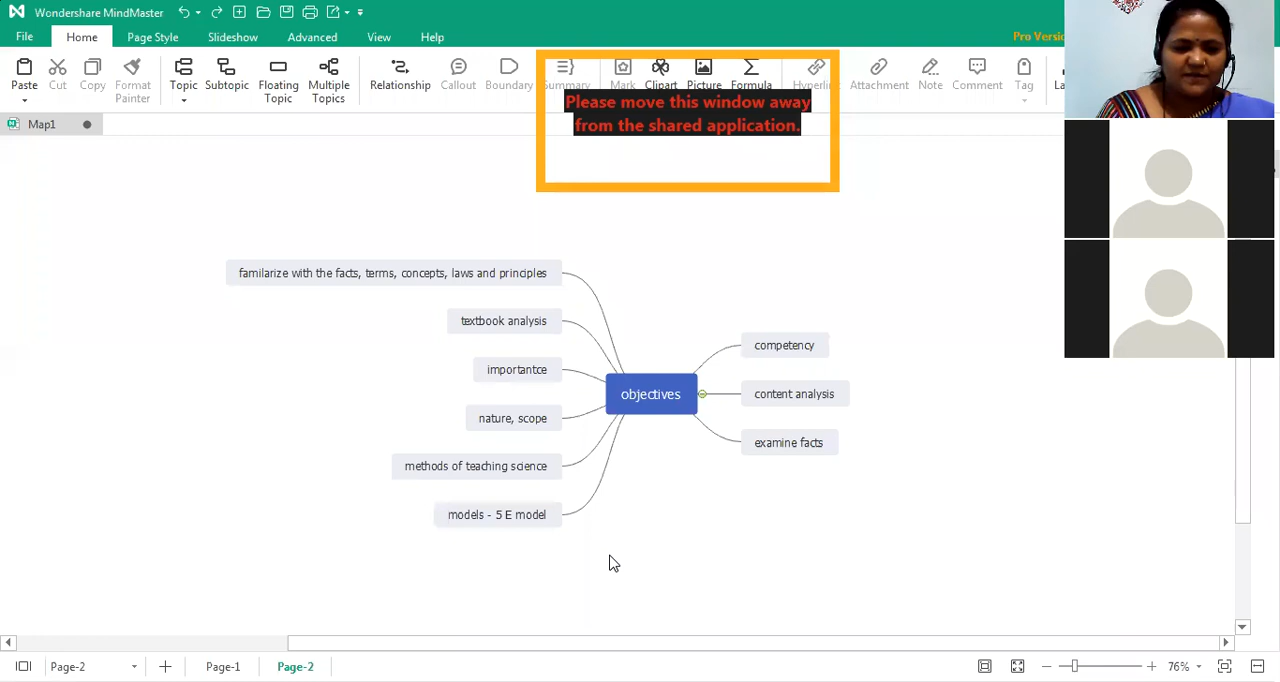 Wondershare MindMaster
File Home Page Style Slideshow Advanced View Help
Paste Cut Copy Format Painter Topic Subtopic Floating Topic Multiple Topics Relationship Callout Boundary Summary Mark Clipart Picture Formula Attachment Note Comment Tag
Please move this window away
from the shared application.
Map1
familarize with the facts, terms, concepts, laws and principles
textbook analysis
importantce
nature, scope
methods of teaching science
models - 5 E model
objectives
competency
content analysis
examine facts
Page-2 Page-1 Page-2 76%